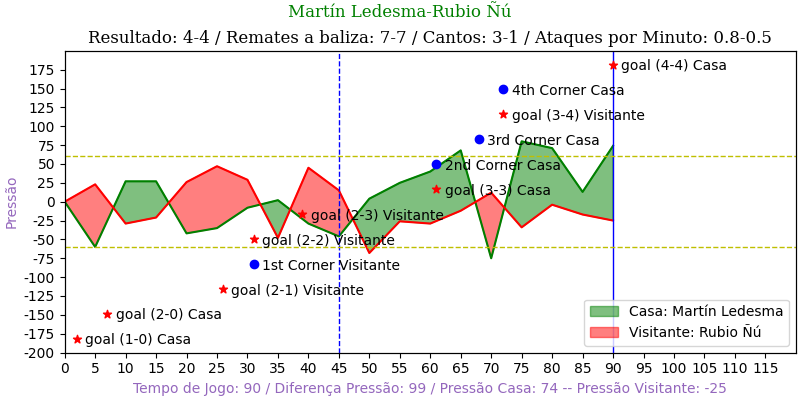 Martín Ledesma-Rubio Ñú
Resultado: 4-4 / Remates a baliza: 7-7 / Cantos: 3-1 / Ataques por Minuto: 0.8-0.5
Pressão
175
150
125
100
75
50
25
0
-25
-50
-75
-100
-125
-150
-175
-200
goal (4-4) Casa
4th Corner Casa
goal (3-4) Visitante
3rd Corner Casa
2nd Corner Casa
goal (3-3) Casa
goal (2-3) Visitante
goal (2-2) Visitante
1st Corner Visitante
goal (2-1) Visitante
goal (2-0) Casa
goal (1-0) Casa
Casa: Martín Ledesma
Visitante: Rubio Ñú
0 5 10 15 20 25 30 35 40 45 50 55 60 65 70 75 80 85 90 95 100 105 110 115
Tempo de Jogo: 90 / Diferença Pressão: 99 / Pressão Casa: 74 -- Pressão Visitante: -25